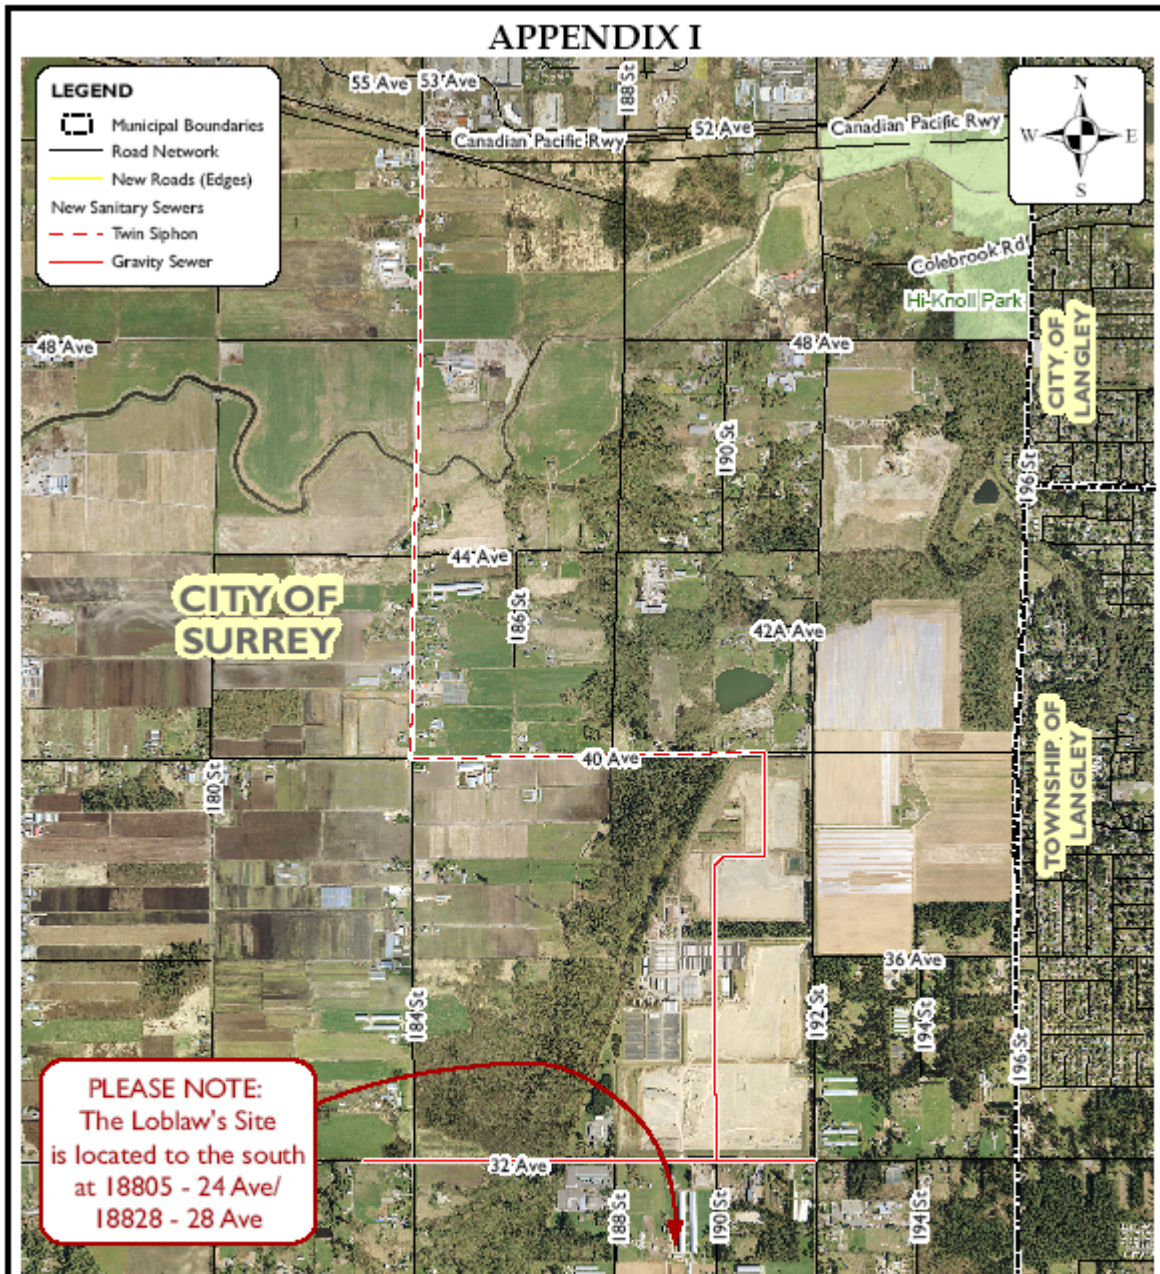 APPENDIX I
LEGEND
Municipal Boundaries
Road Network
New Roads (Edges)
New Sanitary Sewers
Twin Siphon
Gravity Sewer
55 Ave
53 Ave
188 St
52 Ave
Canadian Pacific Rwy
Canadian Pacific Rwy
N
W
E
S
Colebrook Rd
Hi-Knoll Park
48 Ave
48 Ave
CITY OF
LANGLEY
190 St
196 St
44 Ave
CITY OF
SURREY
186 St
42A Ave
40 Ave
180 St
TOWNSHIP OF
LANGLEY
36 Ave
184 St
192 St
194 St
196 St
PLEASE NOTE:
The Loblaw's Site
is located to the south
at 18805 - 24 Ave/
18828 - 28 Ave
32 Ave
188 St
190 St
194 St